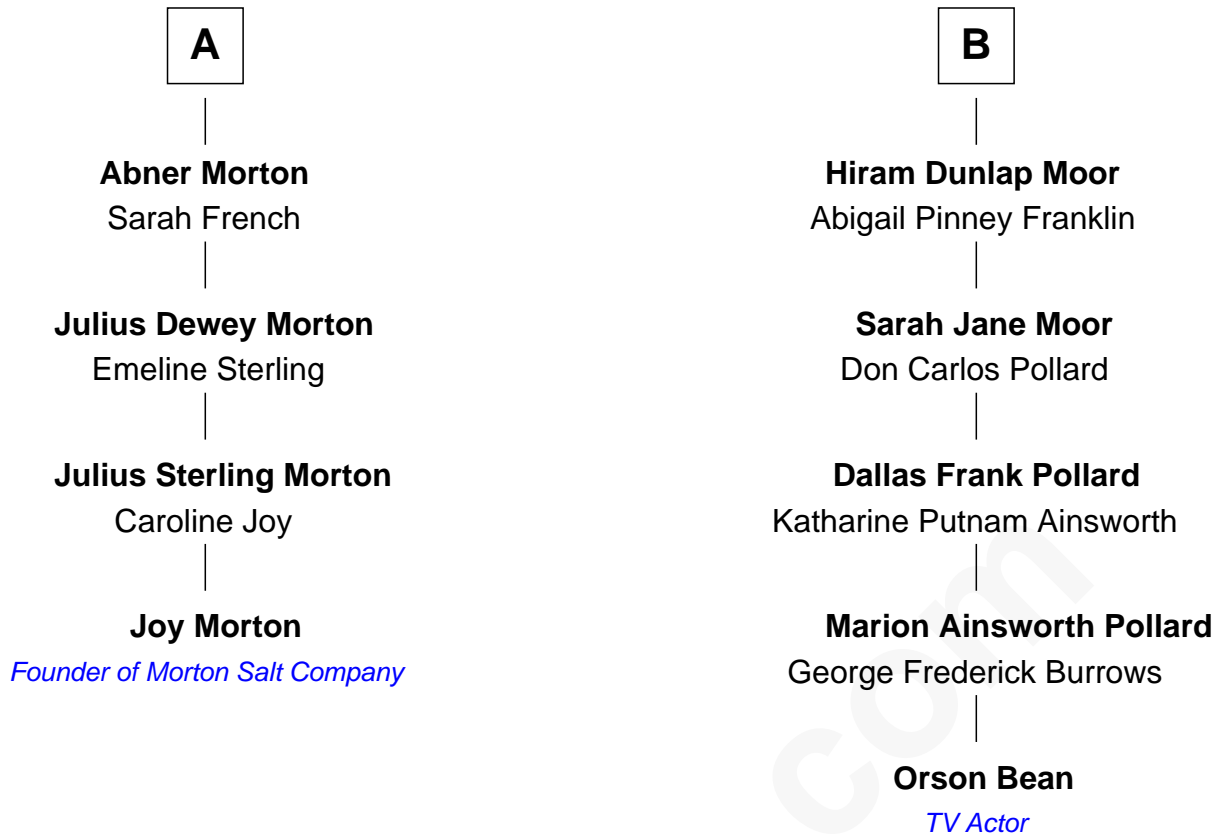 A
Abner Morton
Sarah French
Julius Dewey Morton
Emeline Sterling
Julius Sterling Morton
Caroline Joy
Joy Morton
Founder of Morton Salt Company
B
Hiram Dunlap Moor
Abigail Pinney Franklin
Sarah Jane Moor
Don Carlos Pollard
Dallas Frank Pollard
Katharine Putnam Ainsworth
Marion Ainsworth Pollard
George Frederick Burrows
Orson Bean
TV Actor
com